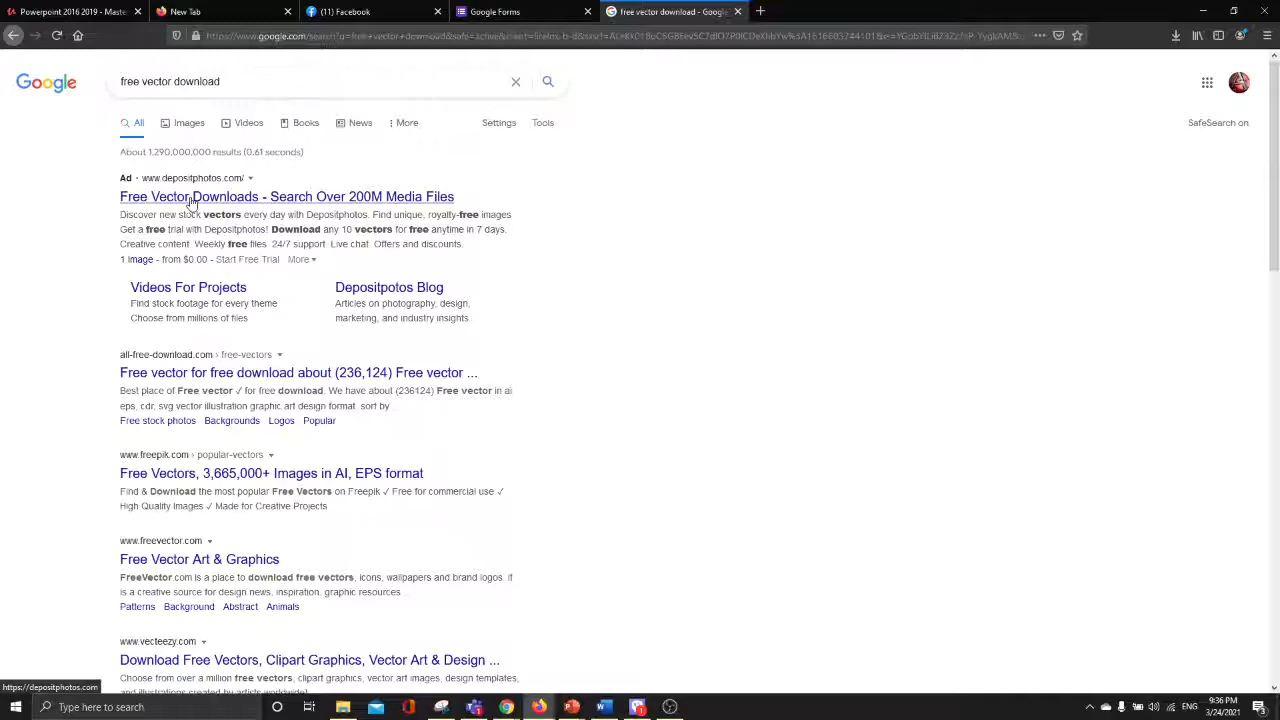 Powerpoint 2016 2019 - Maste
New Tab
(11) Facebook
Google Forms
free vector download - Google
Google
free vector download
All
Images
Videos
Books
News
More
Settings
Tools
SafeSearch on
About 1,290,000,000 results (0.61 seconds)
Ad · www.depositphotos.com/
Free Vector Downloads - Search Over 200M Media Files
Discover new stock vectors every day with Depositphotos. Find unique, royalty-free images
Get a free trial with Depositphotos! Download any 10 vectors for free anytime in 7 days.
Creative content. Weekly free files. 24/7 support. Live chat. Offers and discounts.
1 Image - from $0.00 - Start Free Trial
More
Videos For Projects
Find stock footage for every theme
Choose from millions of files
Depositpotos Blog
Articles on photography, design,
marketing, and industry insights.
all-free-download.com › free-vectors
Free vector for free download about (236,124) Free vector ...
Best place of Free vector ✓ for free download. We have about (236124) Free vector in ai
eps, cdr, svg vector illustration graphic art design format. sort by ...
Free stock photos
Backgrounds
Logos
Popular
www.freepik.com › popular-vectors
Free Vectors, 3,665,000+ Images in AI, EPS format
Find & Download the most popular Free Vectors on Freepik ✓ Free for commercial use ✓
High Quality Images ✓ Made for Creative Projects
www.freevector.com
Free Vector Art & Graphics
FreeVector.com is a place to download free vectors, icons, wallpapers and brand logos. it
is a creative source for design news, inspiration, graphic resources...
Patterns
Background
Abstract
Animals
www.vecteezy.com
Download Free Vectors, Clipart Graphics, Vector Art & Design ...
Choose from over a million free vectors, clipart graphics, vector art images, design templates,
and illustrations created by artists worldwide!
https://depositphotos.com
Type here to search
ENG
9:36 PM
3/24/2021